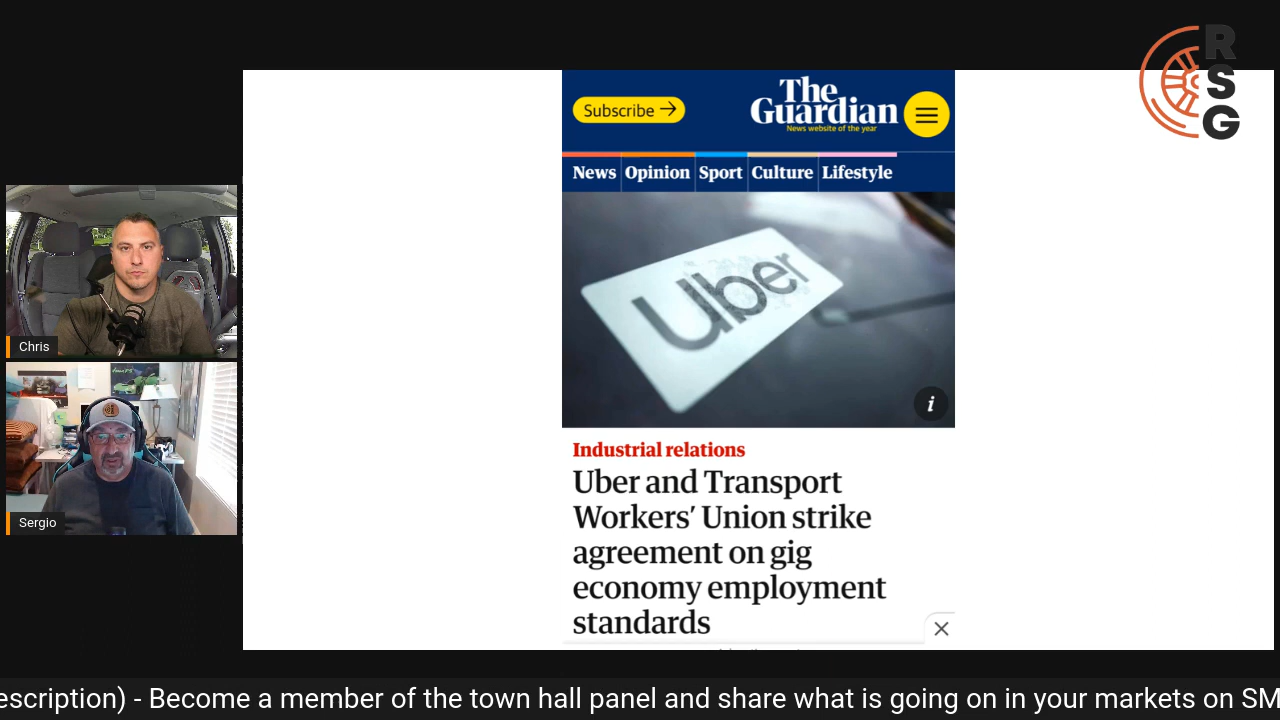 R
S
G
Subscribe
The
Guardian
News website of the year
News Opinion Sport Culture Lifestyle
Uber
i
Industrial relations
Uber and Transport
Workers’ Union strike
agreement on gig
economy employment
standards
Chris
Sergio
escription) - Become a member of the town hall panel and share what is going on in your markets on SM